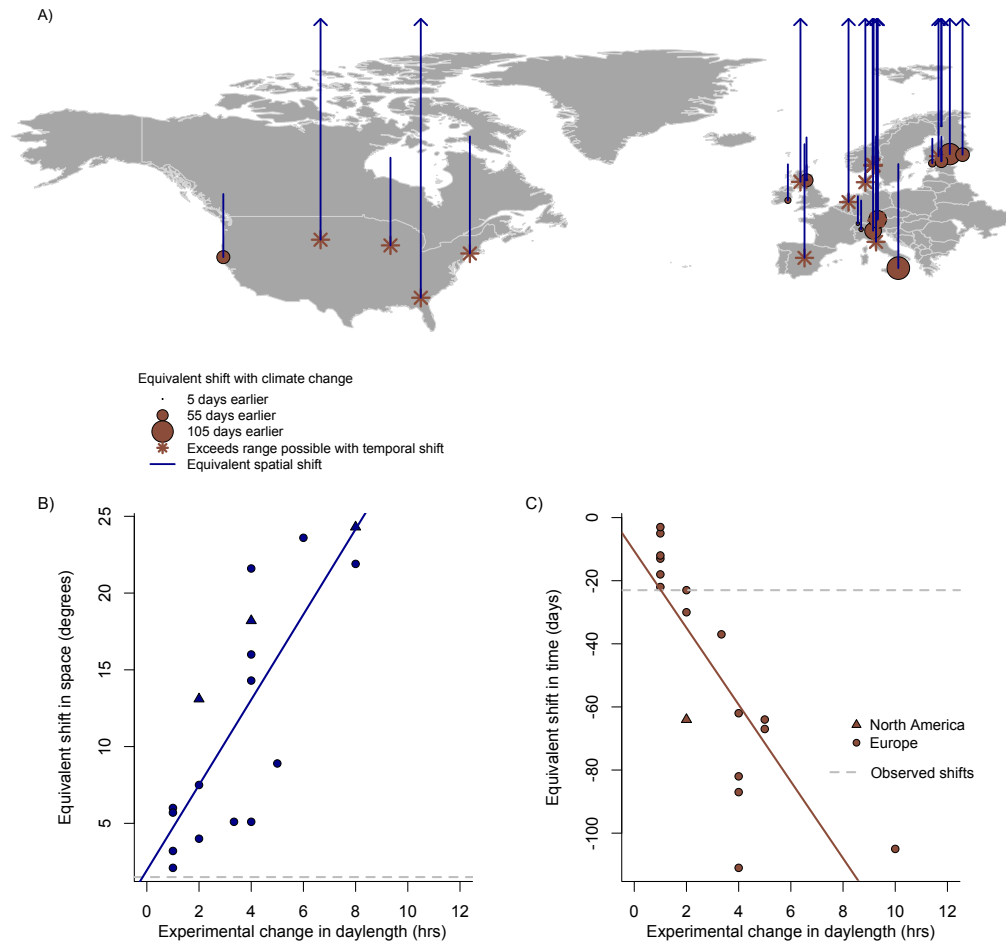 A)
Equivalent shift with climate change
5 days earlier
55 days earlier
105 days earlier
Exceeds range possible with temporal shift
Equivalent spatial shift
B)
Equivalent shift in space (degrees)
25
20
15
10
5
0 2 4 6 8 10 12
Experimental change in daylength (hrs)
C)
Equivalent shift in time (days)
0
-20
-40
-60
-80
-100
North America
Europe
Observed shifts
0 2 4 6 8 10 12
Experimental change in daylength (hrs)